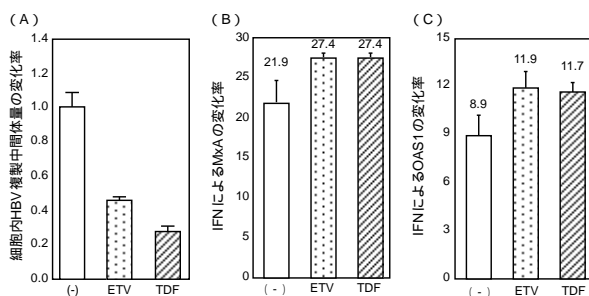 (A)
細胞内HBV 複製中間体量の変化率
1.4
1.2
1.0
0.8
0.6
0.4
0.2
0.0
(-) ETV TDF
(B)
IFNによるMxAの変化率
30
25
20
15
10
5
0
21.9 27.4 27.4
(-) ETV TDF
(C)
IFNによるOAS1の変化率
15
12
9
6
3
0
8.9 11.9 11.7
(-) ETV TDF